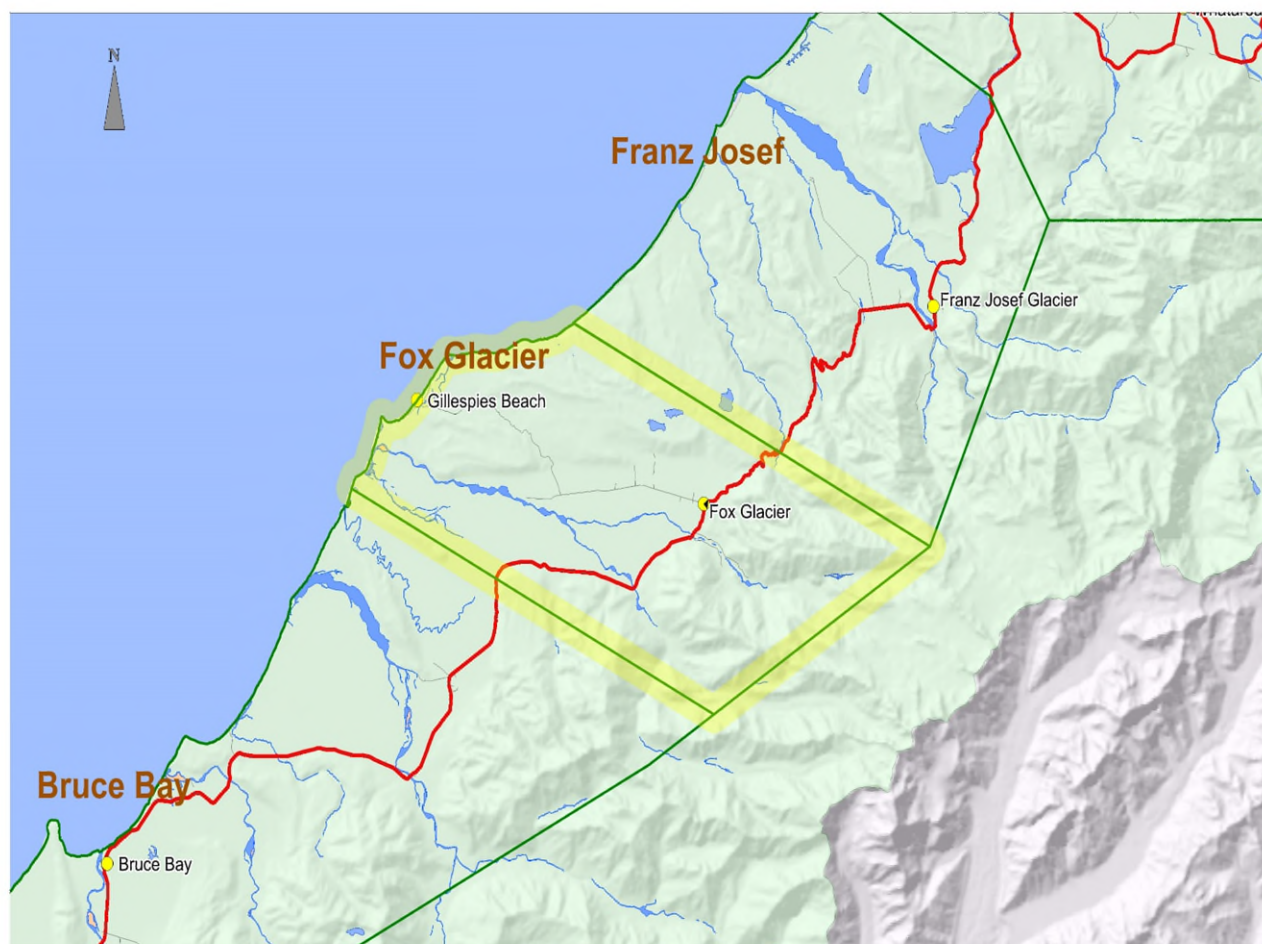 N
Franz Josef
Franz Josef Glacier
Fox Glacier
Gillespies Beach
Fox Glacier
Bruce Bay
Bruce Bay